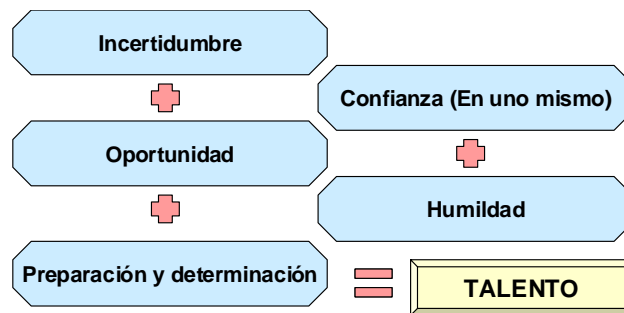 Incertidumbre
Confianza (En uno mismo)
Oportunidad
Humildad
Preparación y determinación
TALENTO